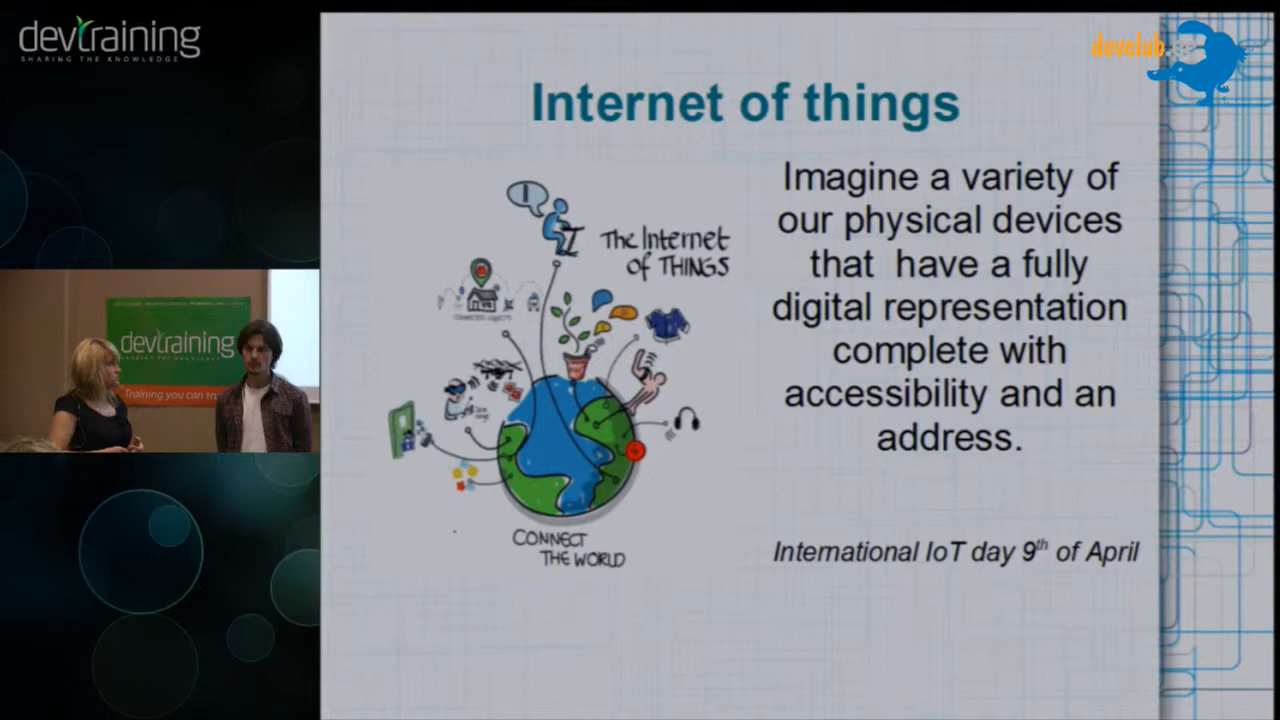 devtraining
SHARING THE KNOWLEDGE
devclub
Internet of things
Imagine a variety of
our physical devices
that have a fully
digital representation
complete with
accessibility and an
address.
International IoT day 9th of April
I
The Internet
of THINGS
CONNECT
THE WORLD
devtraining
Training you can tru